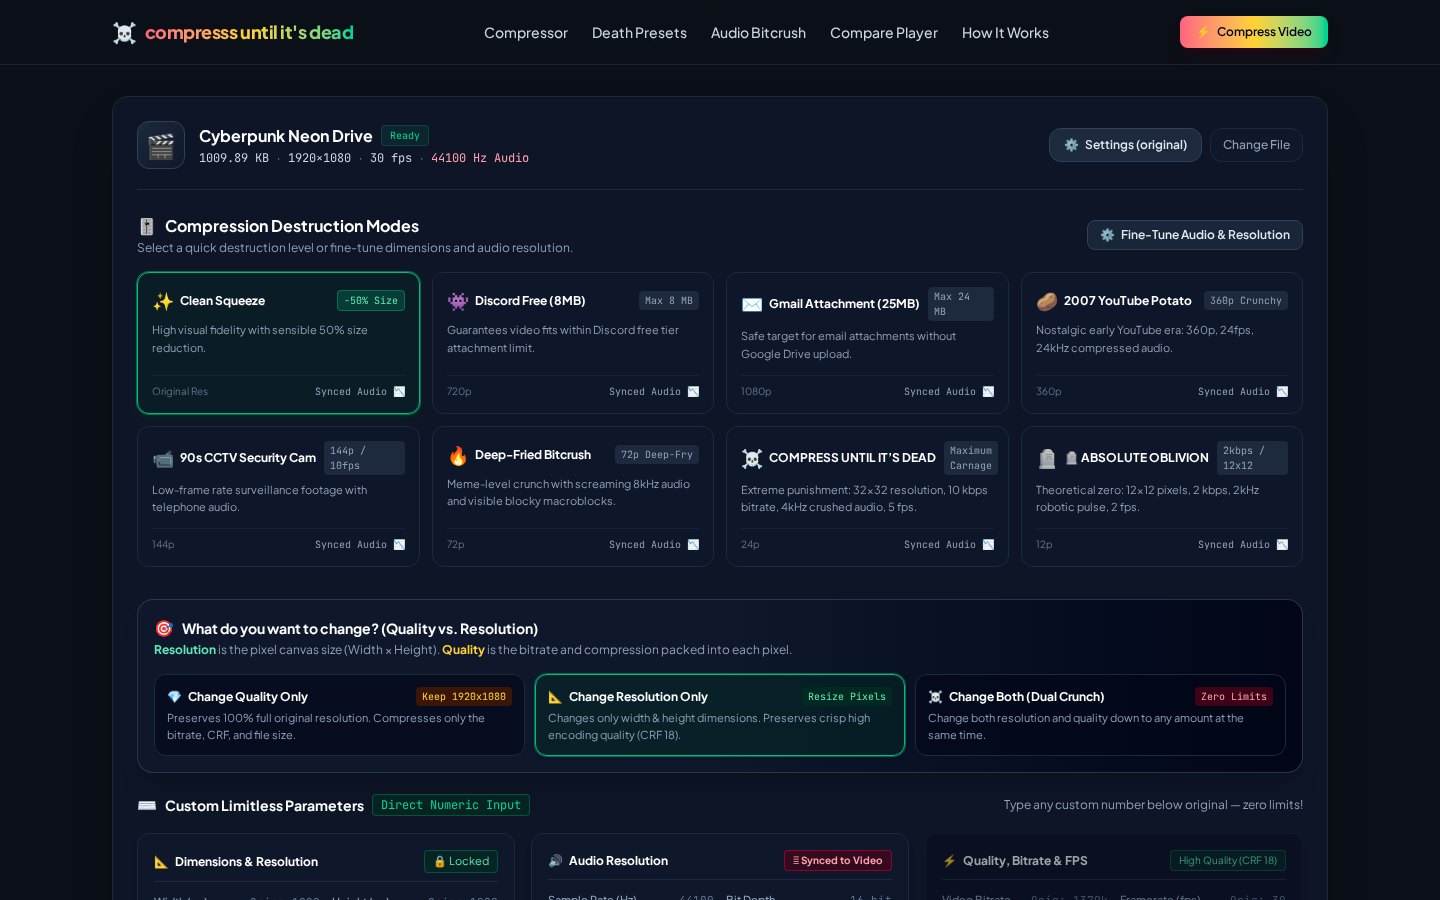 compresss until it's dead
Compressor
Death Presets
Audio Bitcrush
Compare Player
How It Works
⚡ Compress Video
Cyberpunk Neon Drive
Ready
1009.89 KB · 1920×1080 · 30 fps · 44100 Hz Audio
Settings (original)
Change File
Compression Destruction Modes
Select a quick destruction level or fine-tune dimensions and audio resolution.
Fine-Tune Audio & Resolution
Clean Squeeze
-50% Size
High visual fidelity with sensible 50% size
reduction.
Original Res
Synced Audio
Discord Free (8MB)
Max 8 MB
Guarantees video fits within Discord free tier
attachment limit.
720p
Synced Audio
Gmail Attachment (25MB)
Max 24
MB
Safe target for email attachments without
Google Drive upload.
1080p
Synced Audio
2007 YouTube Potato
360p Crunchy
Nostalgic early YouTube era: 360p, 24fps,
24kHz compressed audio.
360p
Synced Audio
90s CCTV Security Cam
144p /
10fps
Low-frame rate surveillance footage with
telephone audio.
144p
Synced Audio
Deep-Fried Bitcrush
72p Deep-Fry
Meme-level crunch with screaming 8kHz audio
and visible blocky macroblocks.
72p
Synced Audio
COMPRESS UNTIL IT'S DEAD
Maximum
Carnage
Extreme punishment: 32×32 resolution, 10 kbps
bitrate, 4kHz crushed audio, 5 fps.
24p
Synced Audio
ABSOLUTE OBLIVION
2kbps /
12x12
Theoretical zero: 12×12 pixels, 2 kbps, 2kHz
robotic pulse, 2 fps.
12p
Synced Audio
What do you want to change? (Quality vs. Resolution)
Resolution is the pixel canvas size (Width × Height). Quality is the bitrate and compression packed into each pixel.
Change Quality Only
Keep 1920x1080
Preserves 100% full original resolution. Compresses only the
bitrate, CRF, and file size.
Change Resolution Only
Resize Pixels
Changes only width & height dimensions. Preserves crisp high
encoding quality (CRF 18).
Change Both (Dual Crunch)
Zero Limits
Change both resolution and quality down to any amount at the
same time.
Custom Limitless Parameters
Direct Numeric Input
Type any custom number below original — zero limits!
Dimensions & Resolution
Locked
Audio Resolution
Synced to Video
Quality, Bitrate & FPS
High Quality (CRF 18)
Sample Rate (Hz)
44100
Bit Depth
16-bit
Video Bitrate
Framerate (fps)